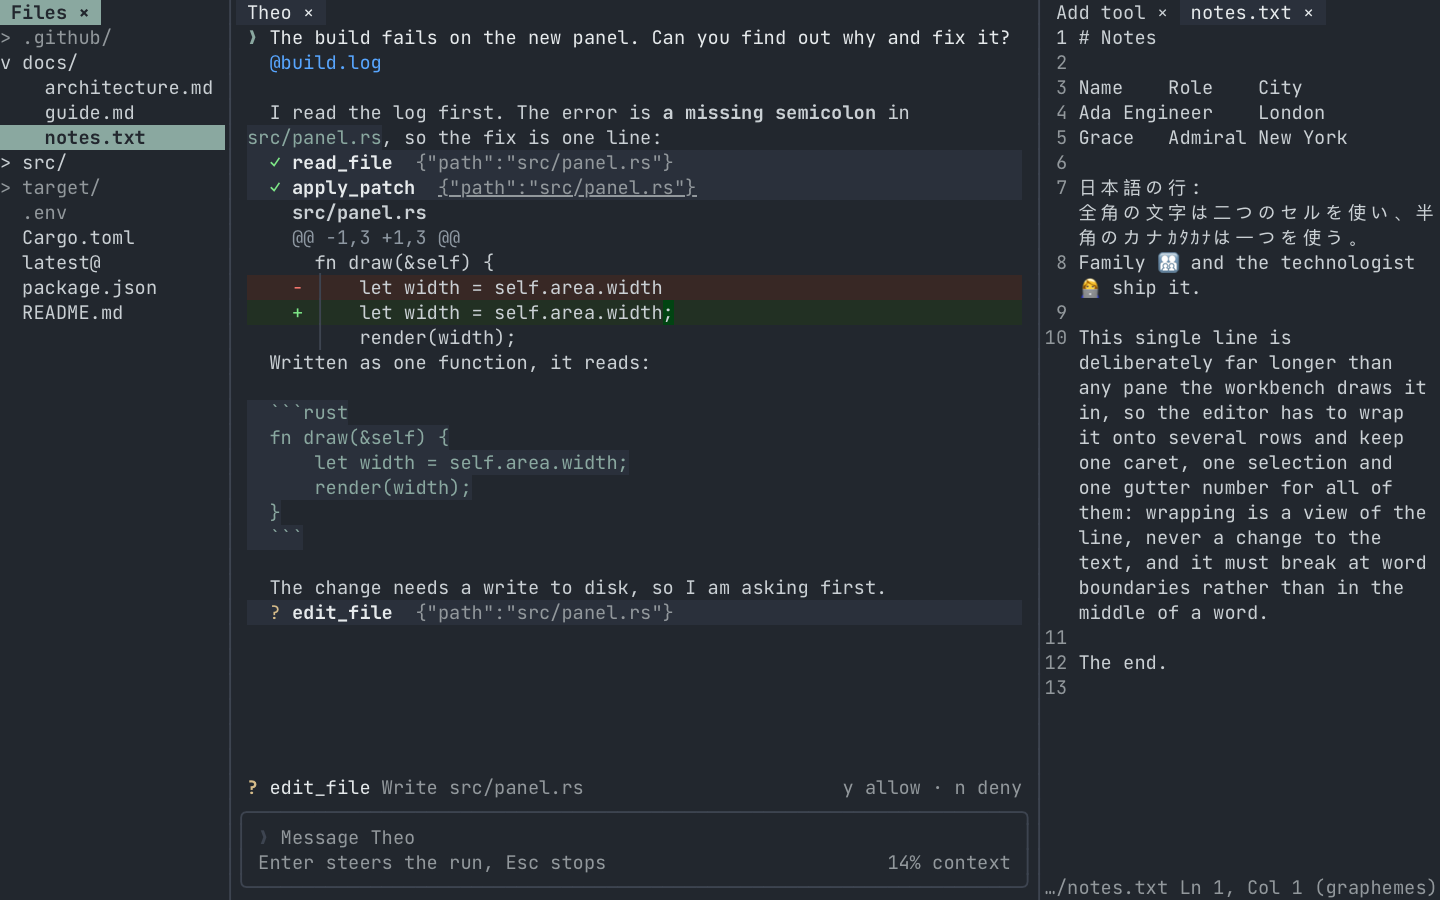 Files ×
> .github/
v docs/
architecture.md
guide.md
notes.txt
> src/
> target/
.env
Cargo.toml
latest@
package.json
README.md
Theo ×
❫ The build fails on the new panel. Can you find out why and fix it?
@build.log
I read the log first. The error is a missing semicolon in
src/panel.rs, so the fix is one line:
✓ read_file {"path":"src/panel.rs"}
✓ apply_patch {"path":"src/panel.rs"}
src/panel.rs
@@ -1,3 +1,3 @@
fn draw(&self) {
- let width = self.area.width
+ let width = self.area.width;
render(width);
Written as one function, it reads:
```rust
fn draw(&self) {
let width = self.area.width;
render(width);
}
```
The change needs a write to disk, so I am asking first.
? edit_file {"path":"src/panel.rs"}
? edit_file Write src/panel.rs y allow · n deny
❫ Message Theo
Enter steers the run, Esc stops 14% context
Add tool × notes.txt ×
1 # Notes
2
3 Name Role City
4 Ada Engineer London
5 Grace Admiral New York
6
7 日本語の行:
全角の文字は二つのセルを使い、半
角のカナカタカナは一つを使う。
8 Family 👪 and the technologist
🧑‍💻 ship it.
9
10 This single line is
deliberately far longer than
any pane the workbench draws it
in, so the editor has to wrap
it onto several rows and keep
one caret, one selection and
one gutter number for all of
them: wrapping is a view of the
line, never a change to the
text, and it must break at word
boundaries rather than in the
middle of a word.
11
12 The end.
13
…/notes.txt Ln 1, Col 1 (graphemes)